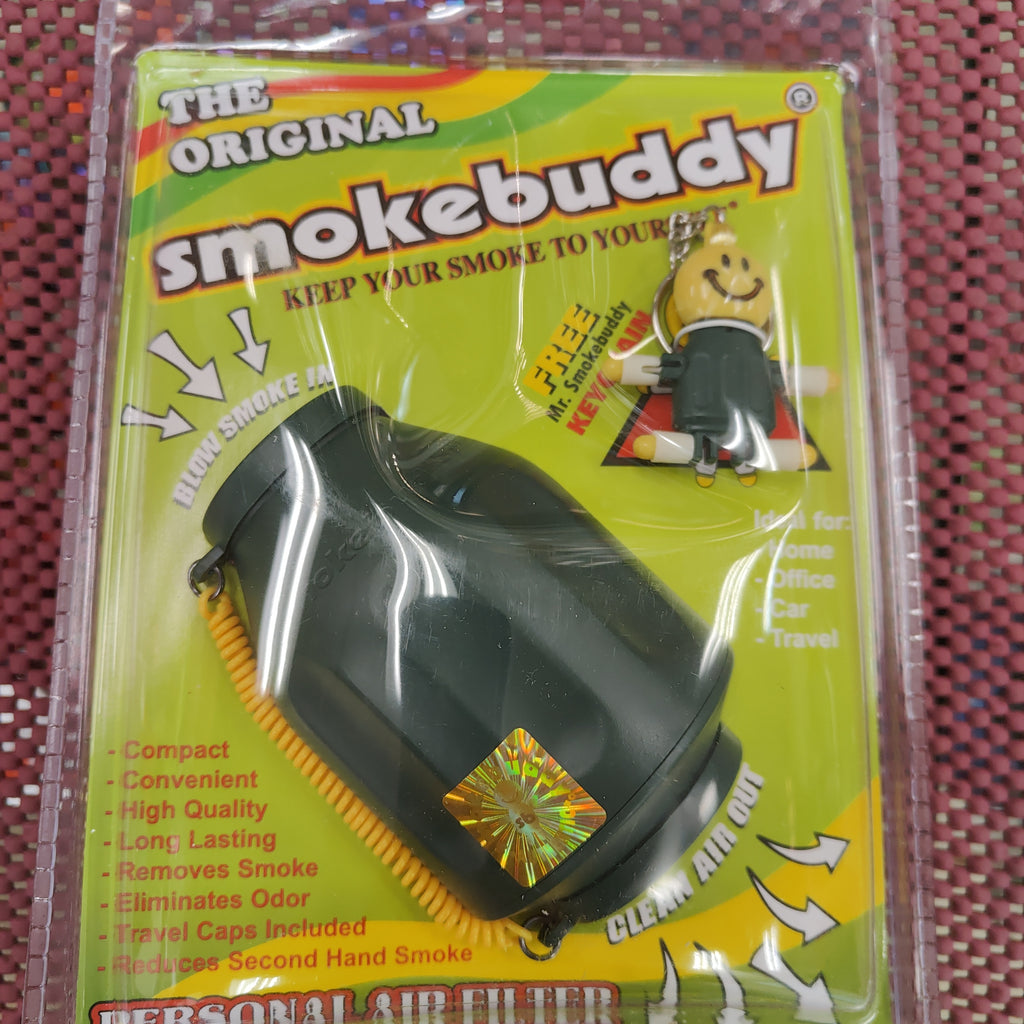 THE
ORIGINAL
smokebuddy®
KEEP YOUR SMOKE TO YOUR
FREE
Mr. Smokebuddy
BLOW SMOKE IN
Ideal for:
Home
- Office
- Car
- Travel
- Compact
- Convenient
- High Quality
- Long Lasting
- Removes Smoke
- Eliminates Odor
- Travel Caps Included
- Reduces Second Hand Smoke
CLEAN AIR OUT
PERSONAL AIR FILTER